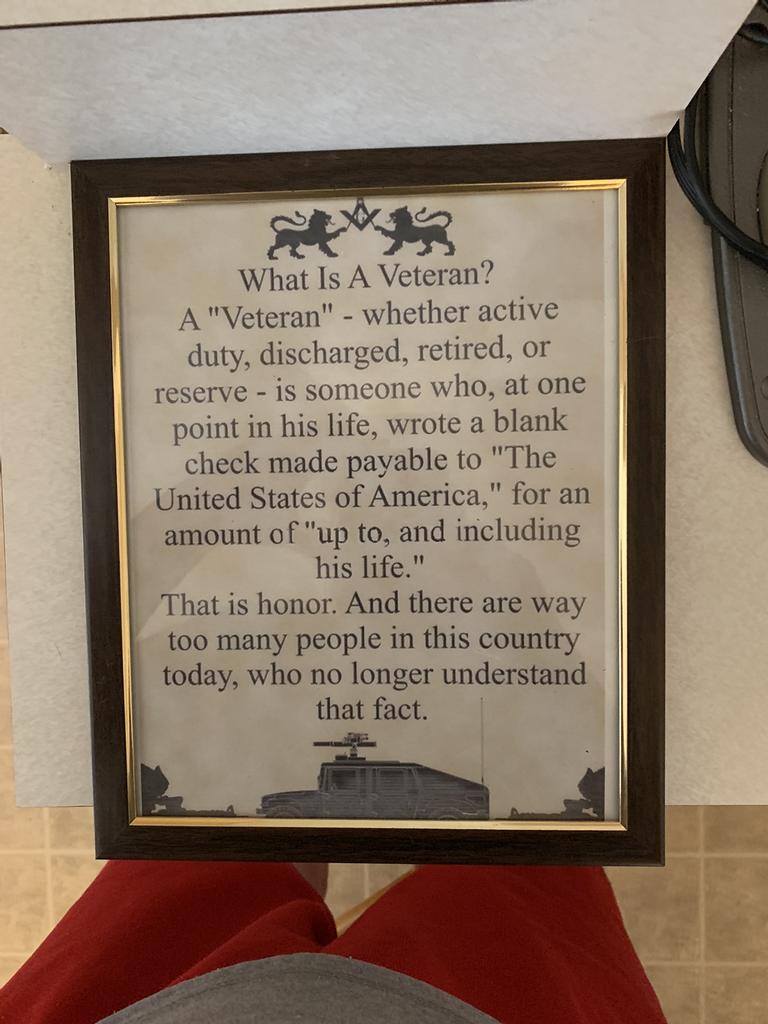 What Is A Veteran?
A "Veteran" - whether active
duty, discharged, retired, or
reserve - is someone who, at one
point in his life, wrote a blank
check made payable to "The
United States of America," for an
amount of "up to, and including
his life."
That is honor. And there are way
too many people in this country
today, who no longer understand
that fact.